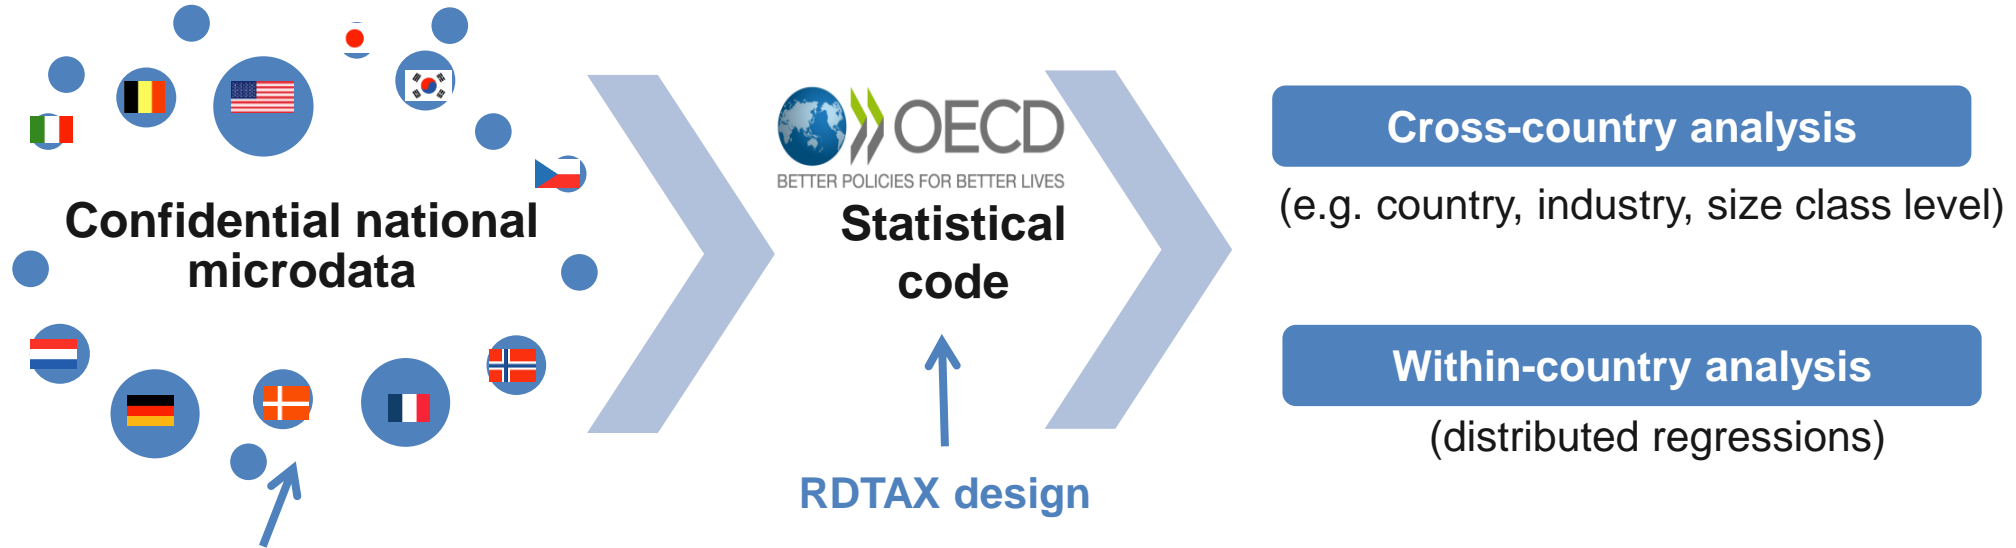 Confidential national
microdata
OECD
BETTER POLICIES FOR BETTER LIVES
Statistical
code
RDTAX design
Cross-country analysis
(e.g. country, industry, size class level)
Within-country analysis
(distributed regressions)